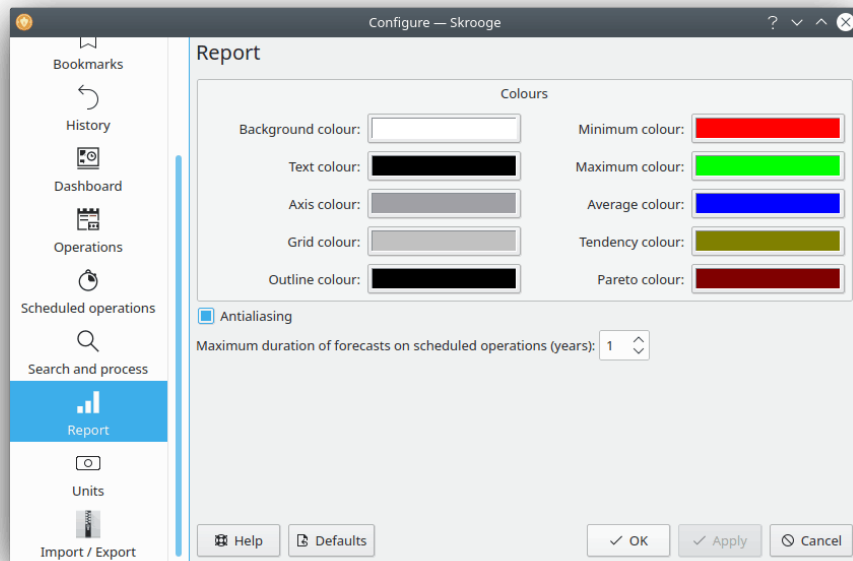 Configure — Skrooge
?
Bookmarks
History
Dashboard
Operations
Scheduled operations
Search and process
Report
Units
Import / Export
Report
Colours
Background colour:
Minimum colour:
Text colour:
Maximum colour:
Axis colour:
Average colour:
Grid colour:
Tendency colour:
Outline colour:
Pareto colour:
Antialiasing
Maximum duration of forecasts on scheduled operations (years): 1
Help
Defaults
OK
Apply
Cancel